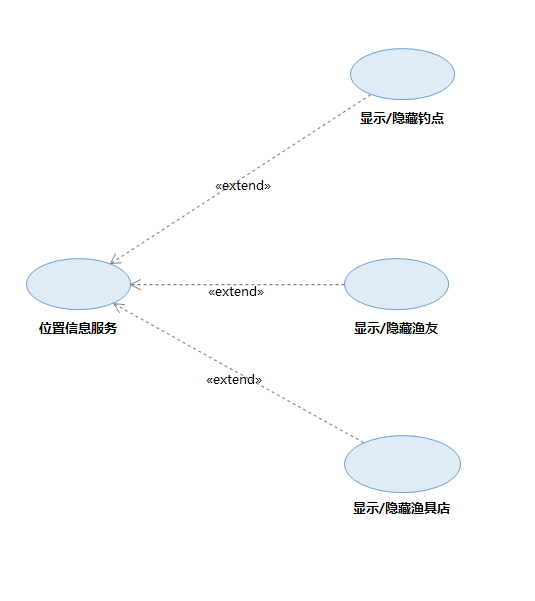 显示/隐藏钓点
«extend»
«extend»
位置信息服务
显示/隐藏渔友
«extend»
显示/隐藏渔具店